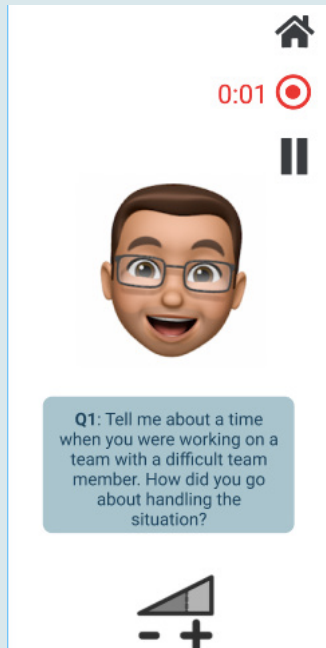 0:01
Q1: Tell me about a time
when you were working on a
team with a difficult team
member. How did you go
about handling the
situation?